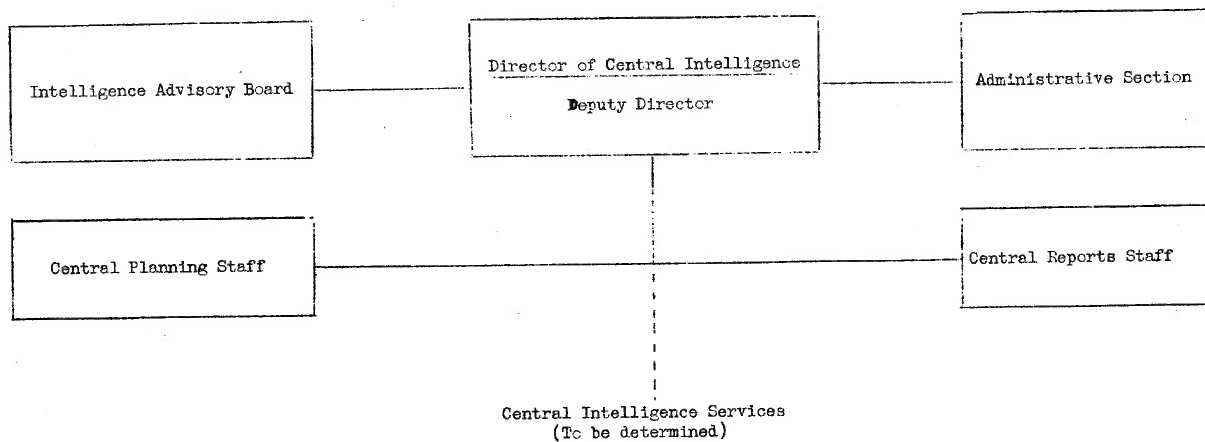 Intelligence Advisory Board
Director of Central Intelligence
Deputy Director
Administrative Section
Central Planning Staff
Central Reports Staff
Central Intelligence Services
(To be determined)